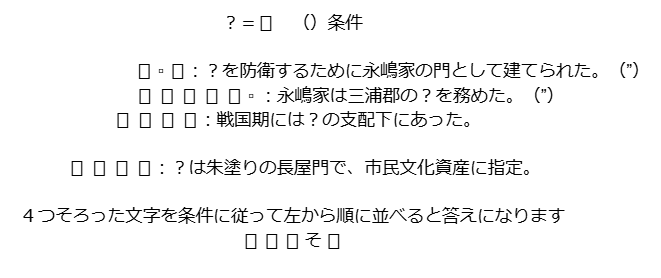 ？＝□　（）条件
□▫□：？を防衛するために永嶋家の門として建てられた。（”）
□□□□□▫：永嶋家は三浦郡の？を務めた。（”）
□□□□：戦国期には？の支配下にあった。
□□□□：？は朱塗りの長屋門で、市民文化資産に指定。
４つそろった文字を条件に従って左から順に並べると答えになります
□□□そ□